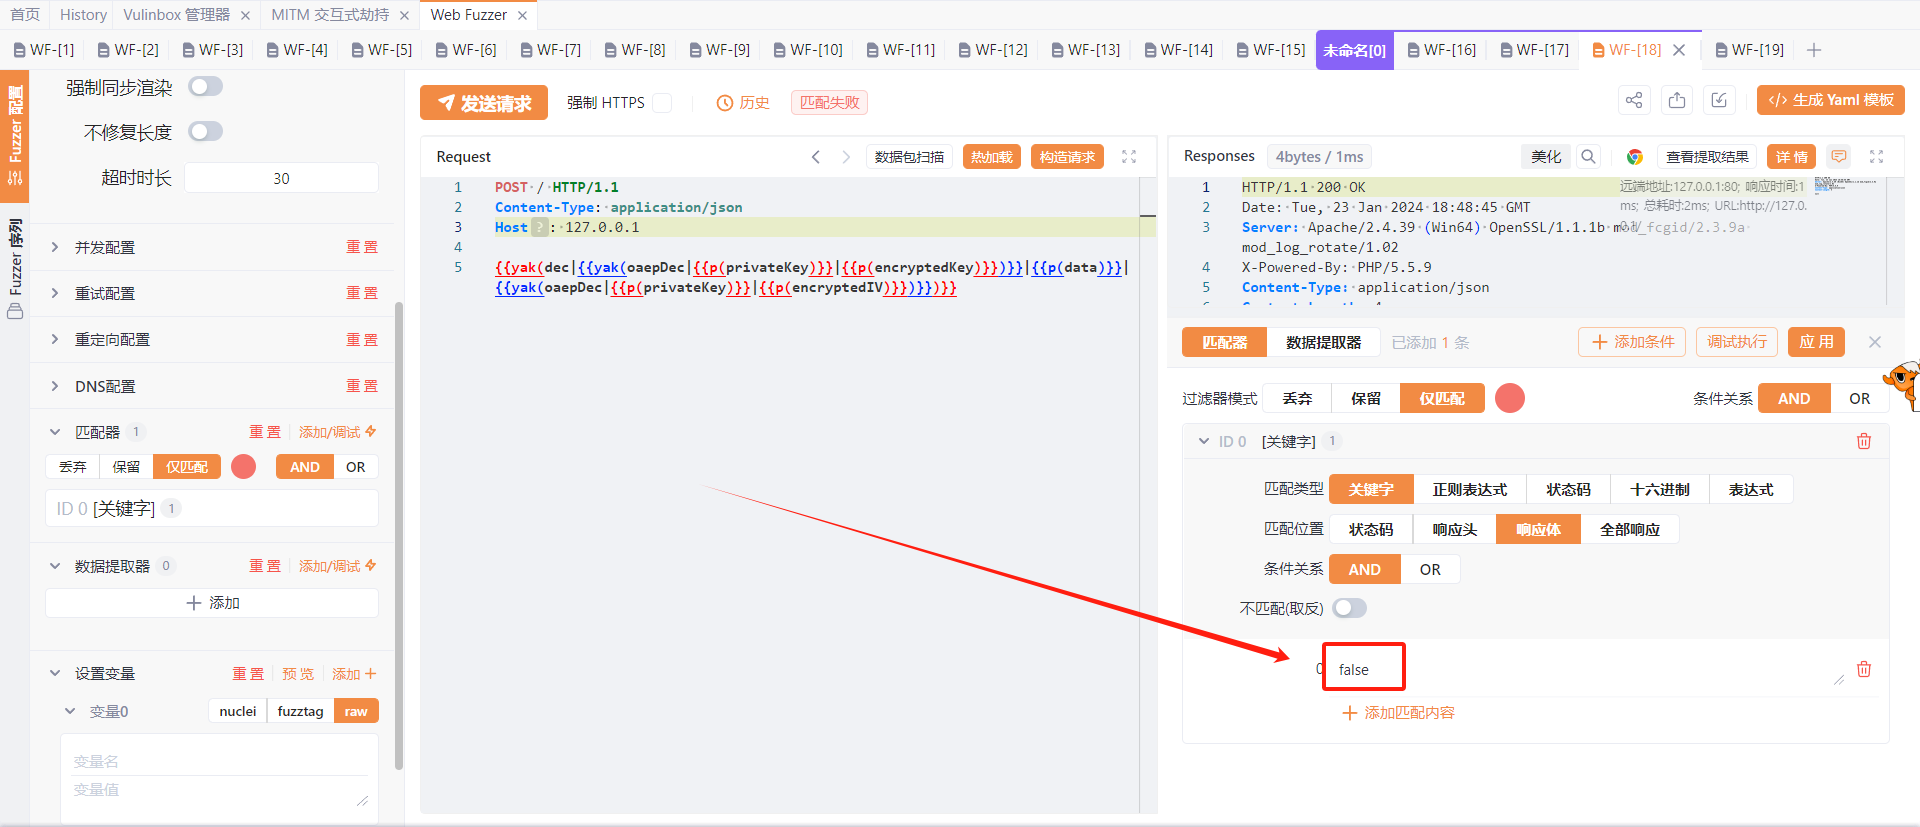 首页 History Vulinbox 管理器 MITM 交互式劫持 Web Fuzzer
WF-[1] WF-[2] WF-[3] WF-[4] WF-[5] WF-[6] WF-[7] WF-[8] WF-[9] WF-[10] WF-[11] WF-[12] WF-[13] WF-[14] WF-[15] 未命名[0] WF-[16] WF-[17] WF-[18] WF-[19]
Fuzzer 配置
Fuzzer 序列
强制同步渲染
不修复长度
超时时长 30
并发配置 重置
重试配置 重置
重定向配置 重置
DNS配置 重置
匹配器 1 重置 添加/调试
丢弃 保留 仅匹配 AND OR
ID 0 [关键字] 1
数据提取器 0 重置 添加/调试
添加
设置变量 重置 预览 添加
变量0 nuclei fuzztag raw
变量名
变量值
发送请求 强制 HTTPS 历史 匹配失败
Request 数据包扫描 热加载 构造请求
1 POST / HTTP/1.1
2 Content-Type: application/json
3 Host ? : 127.0.0.1
4
5 {{yak(dec|{{yak(oaepDec|{{p(privateKey)}}|{{p(encryptedKey)}})}}|{{p(data)}}|
{{yak(oaepDec|{{p(privateKey)}}|{{p(encryptedIV)}})}})}}
</> 生成 Yaml 模板
Responses 4bytes / 1ms 美化 查看提取结果 详情
1 HTTP/1.1 200 OK
2 Date: Tue, 23 Jan 2024 18:48:45 GMT
3 Server: Apache/2.4.39 (Win64) OpenSSL/1.1.1b mod_fcgid/2.3.9a
mod_log_rotate/1.02
4 X-Powered-By: PHP/5.5.9
5 Content-Type: application/json
远端地址:127.0.0.1:80; 响应时间:1
ms; 总耗时:2ms; URL:http://127.0.
匹配器 数据提取器 已添加 1 条 添加条件 调试执行 应用
过滤器模式 丢弃 保留 仅匹配 条件关系 AND OR
ID 0 [关键字] 1
匹配类型 关键字 正则表达式 状态码 十六进制 表达式
匹配位置 状态码 响应头 响应体 全部响应
条件关系 AND OR
不匹配(取反)
0 false
添加匹配内容